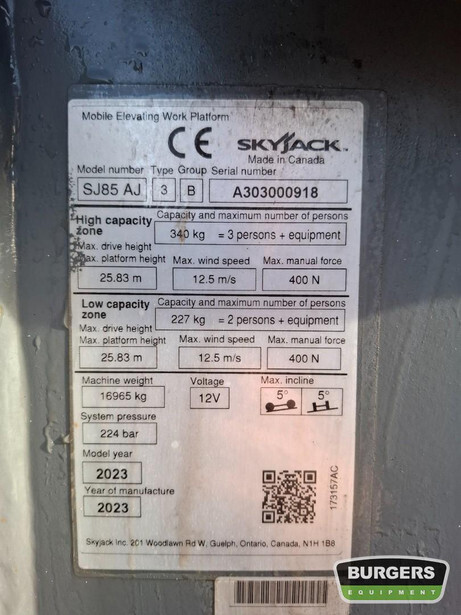 Mobile Elevating Work Platform
CE SKYJACK
Made in Canada
Model number Type Group Serial number
SJ85 AJ 3 B A303000918
High capacity zone Capacity and maximum number of persons
340 kg = 3 persons + equipment
Max. drive height
Max. platform height Max. wind speed Max. manual force
25.83 m 12.5 m/s 400 N
Low capacity zone Capacity and maximum number of persons
227 kg = 2 persons + equipment
Max. drive height
Max. platform height Max. wind speed Max. manual force
25.83 m 12.5 m/s 400 N
Machine weight Voltage Max. incline
16965 kg 12V 5° 5°
System pressure
224 bar
Model year
2023
Year of manufacture
2023
173157AC
Skyjack Inc. 201 Woodlawn Rd W. Guelph, Ontario, Canada, N1H 1B8
BURGERS
EQUIPMENT